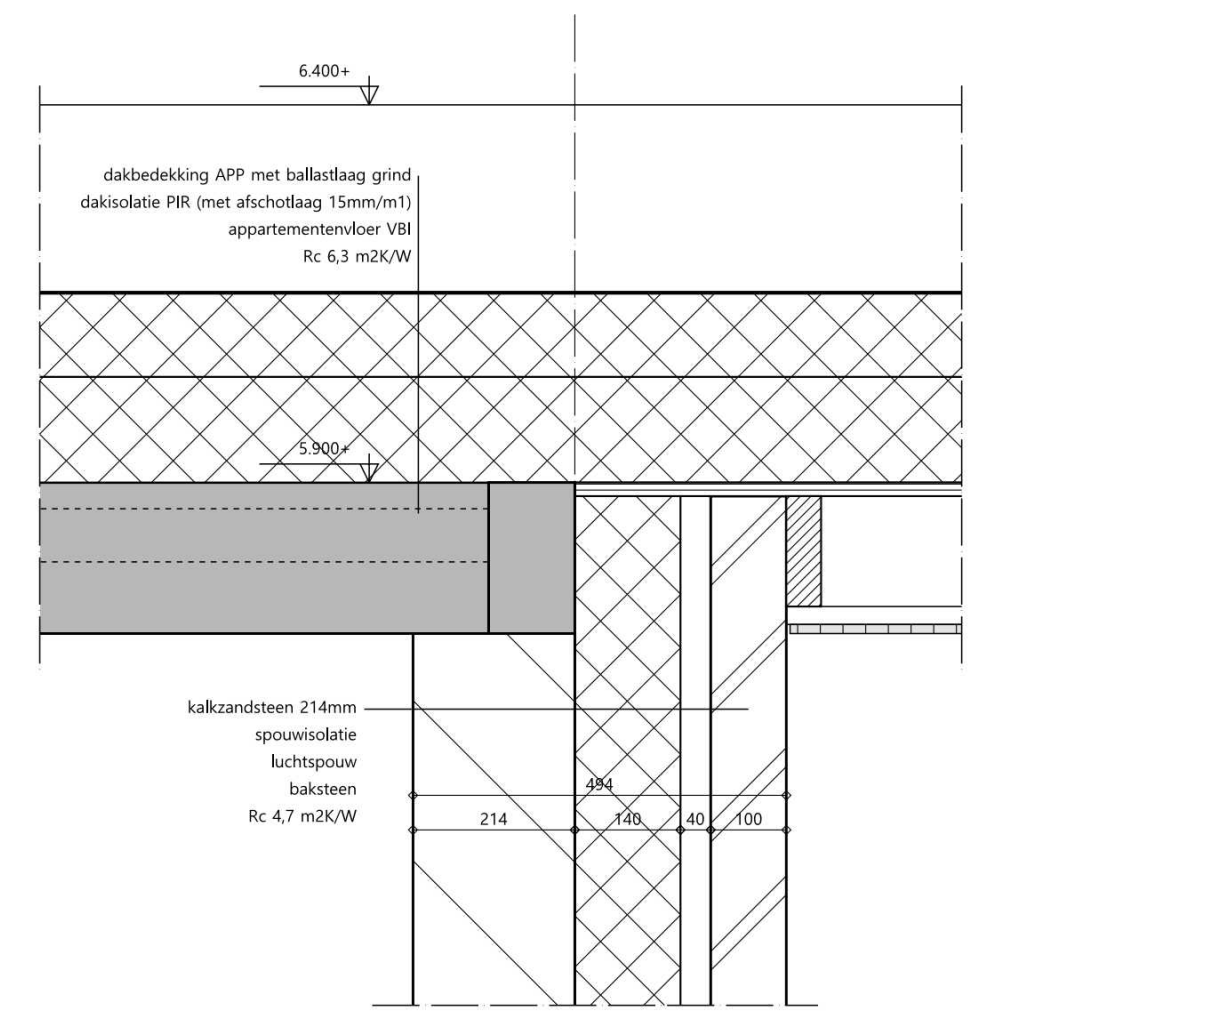 6.400+
dakbedekking APP met ballastlaag grind
dakisolatie PIR (met afschotlaag 15mm/m1)
appartementenvloer VBI
Rc 6,3 m2K/W
5.900+
kalkzandsteen 214mm
spouwisolatie
luchtspouw
baksteen
Rc 4,7 m2K/W
494
214 140 40 100